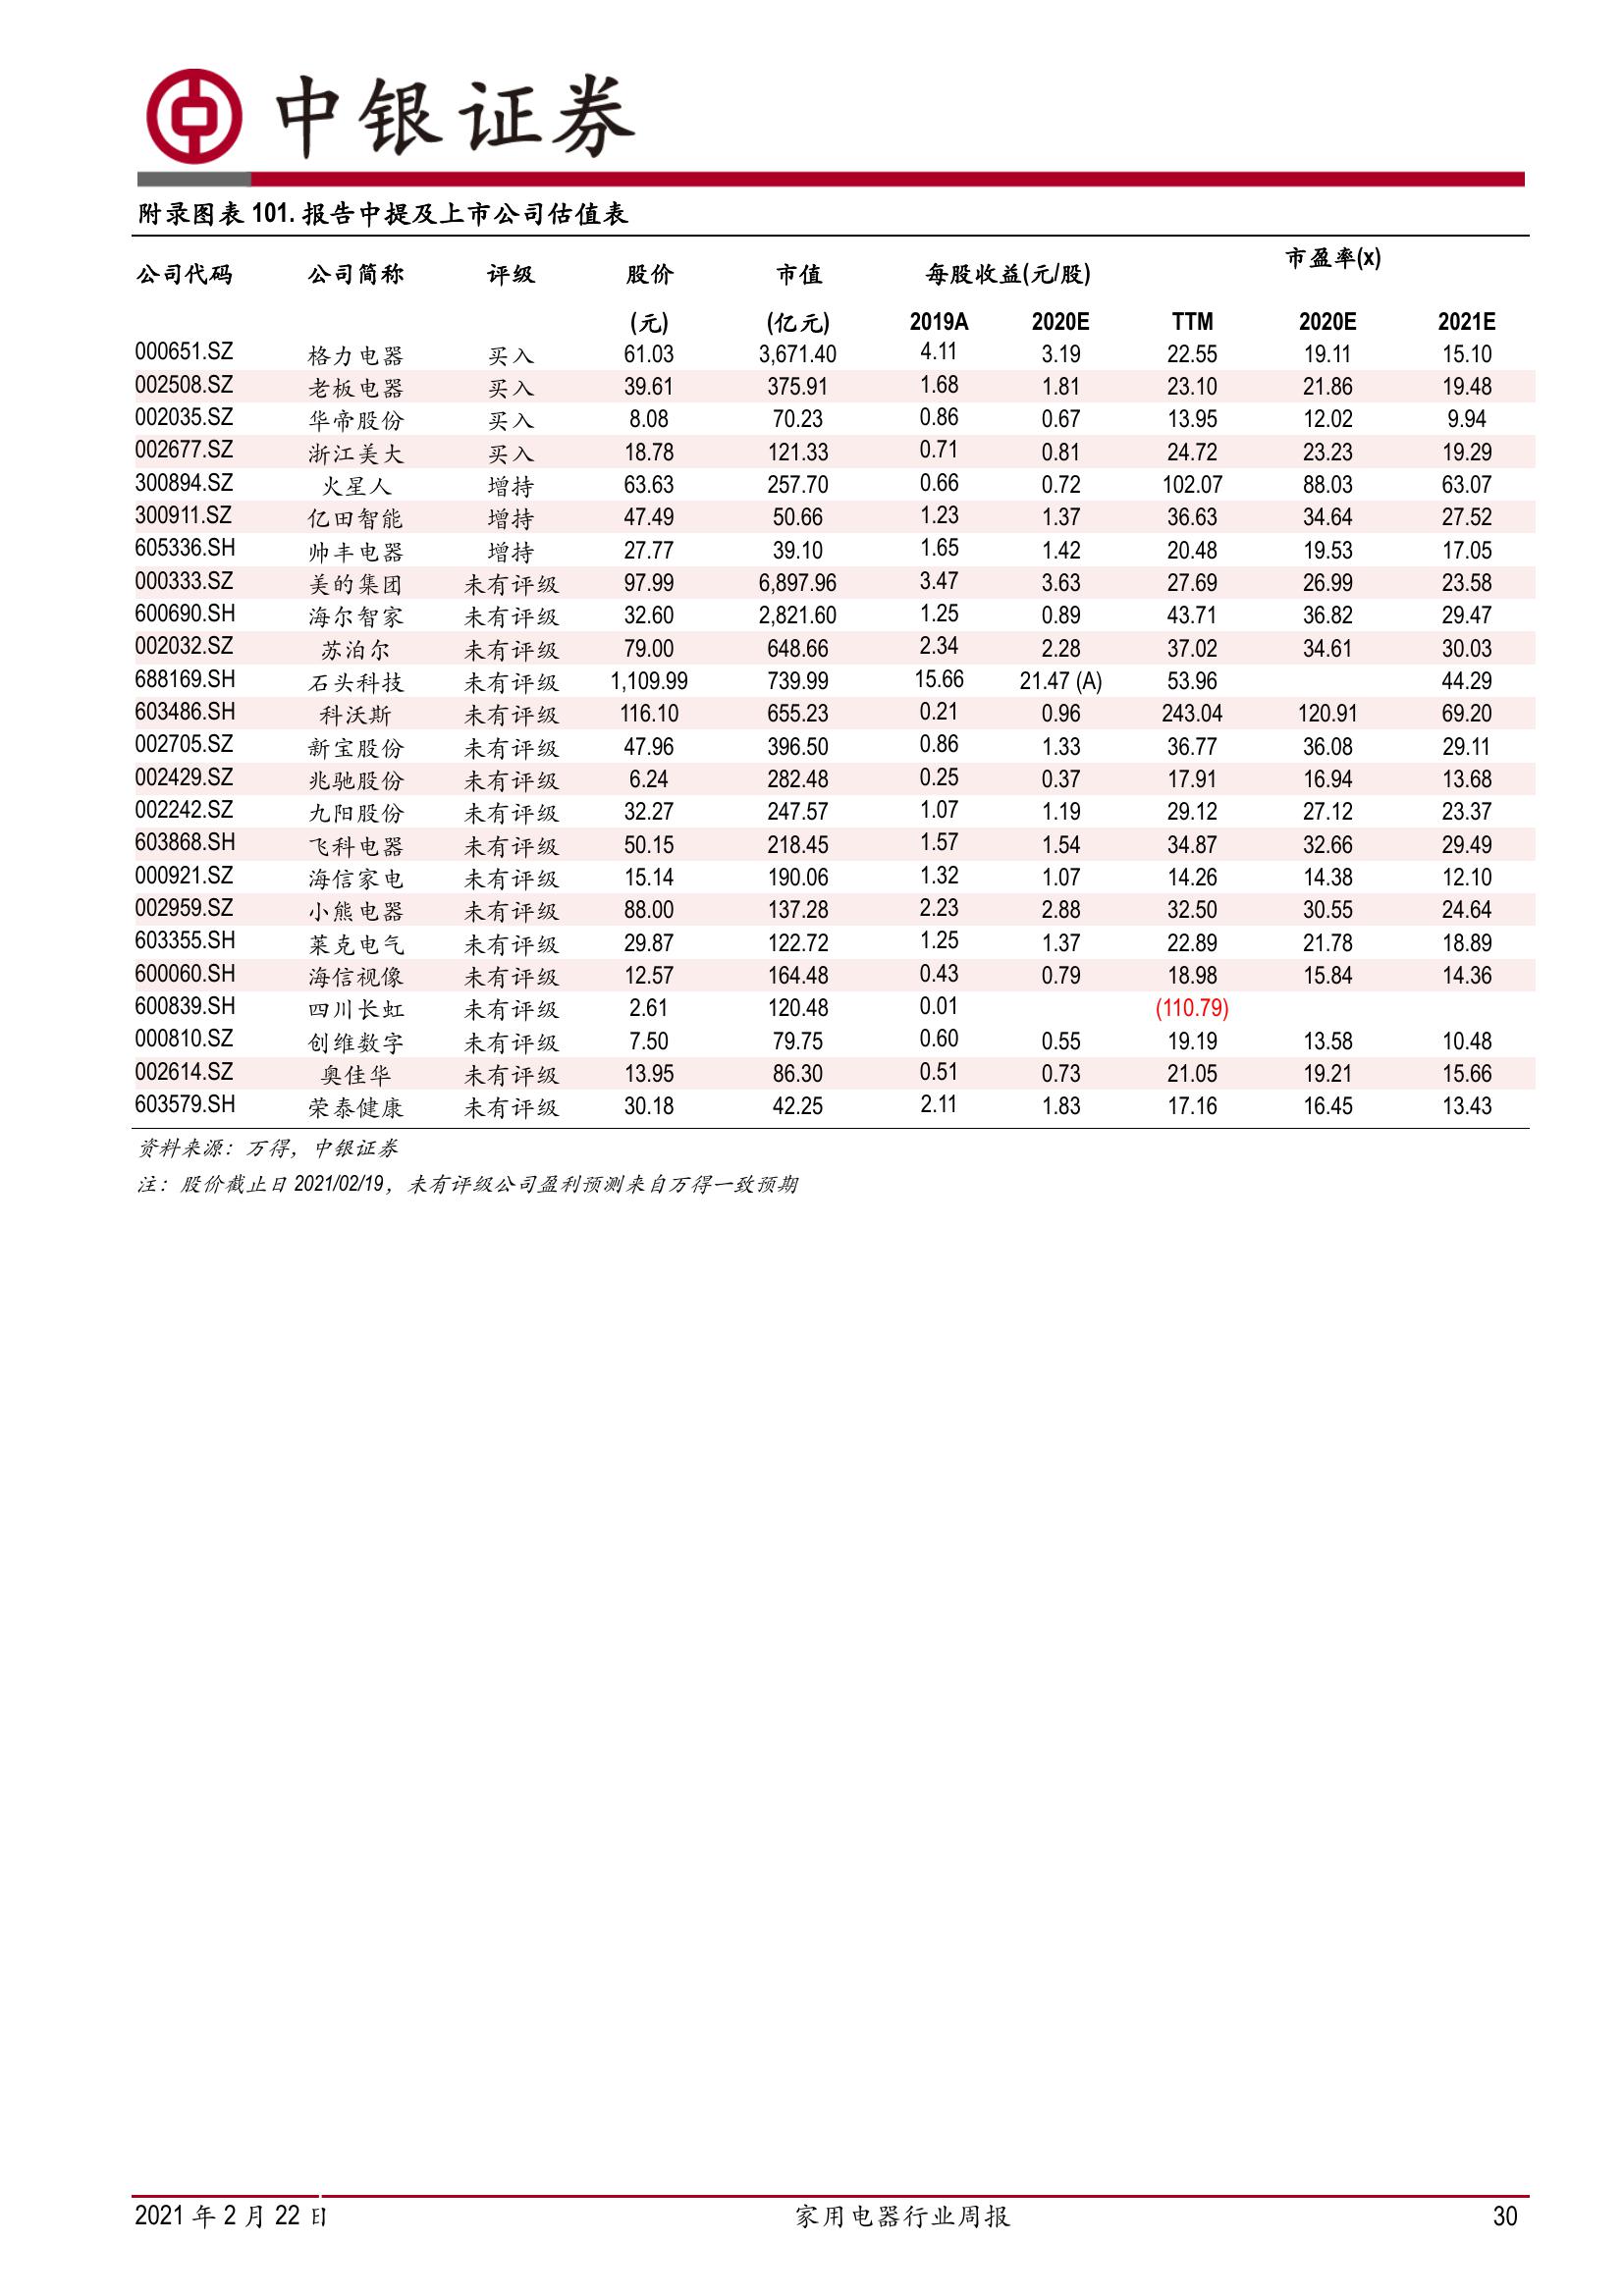 中银证券
附录图表 101. 报告中提及上市公司估值表
公司代码 公司简称 评级 股价 市值 每股收益(元/股) 市盈率(x)
(元) (亿元) 2019A 2020E TTM 2020E 2021E
000651.SZ 格力电器 买入 61.03 3,671.40 4.11 3.19 22.55 19.11 15.10
002508.SZ 老板电器 买入 39.61 375.91 1.68 1.81 23.10 21.86 19.48
002035.SZ 华帝股份 买入 8.08 70.23 0.86 0.67 13.95 12.02 9.94
002677.SZ 浙江美大 买入 18.78 121.33 0.71 0.81 24.72 23.23 19.29
300894.SZ 火星人 增持 63.63 257.70 0.66 0.72 102.07 88.03 63.07
300911.SZ 亿田智能 增持 47.49 50.66 1.23 1.37 36.63 34.64 27.52
605336.SH 帅丰电器 增持 27.77 39.10 1.65 1.42 20.48 19.53 17.05
000333.SZ 美的集团 未有评级 97.99 6,897.96 3.47 3.63 27.69 26.99 23.58
600690.SH 海尔智家 未有评级 32.60 2,821.60 1.25 0.89 43.71 36.82 29.47
002032.SZ 苏泊尔 未有评级 79.00 648.66 2.34 2.28 37.02 34.61 30.03
688169.SH 石头科技 未有评级 1,109.99 739.99 15.66 21.47 (A) 53.96 44.29
603486.SH 科沃斯 未有评级 116.10 655.23 0.21 0.96 243.04 120.91 69.20
002705.SZ 新宝股份 未有评级 47.96 396.50 0.86 1.33 36.77 36.08 29.11
002429.SZ 兆驰股份 未有评级 6.24 282.48 0.25 0.37 17.91 16.94 13.68
002242.SZ 九阳股份 未有评级 32.27 247.57 1.07 1.19 29.12 27.12 23.37
603868.SH 飞科电器 未有评级 50.15 218.45 1.57 1.54 34.87 32.66 29.49
000921.SZ 海信家电 未有评级 15.14 190.06 1.32 1.07 14.26 14.38 12.10
002959.SZ 小熊电器 未有评级 88.00 137.28 2.23 2.88 32.50 30.55 24.64
603355.SH 莱克电气 未有评级 29.87 122.72 1.25 1.37 22.89 21.78 18.89
600060.SH 海信视像 未有评级 12.57 164.48 0.43 0.79 18.98 15.84 14.36
600839.SH 四川长虹 未有评级 2.61 120.48 0.01 (110.79)
000810.SZ 创维数字 未有评级 7.50 79.75 0.60 0.55 19.19 13.58 10.48
002614.SZ 奥佳华 未有评级 13.95 86.30 0.51 0.73 21.05 19.21 15.66
603579.SH 荣泰健康 未有评级 30.18 42.25 2.11 1.83 17.16 16.45 13.43
资料来源：万得，中银证券
注：股价截止日 2021/02/19，未有评级公司盈利预测来自万得一致预期
2021 年 2 月 22 日 家用电器行业周报 30